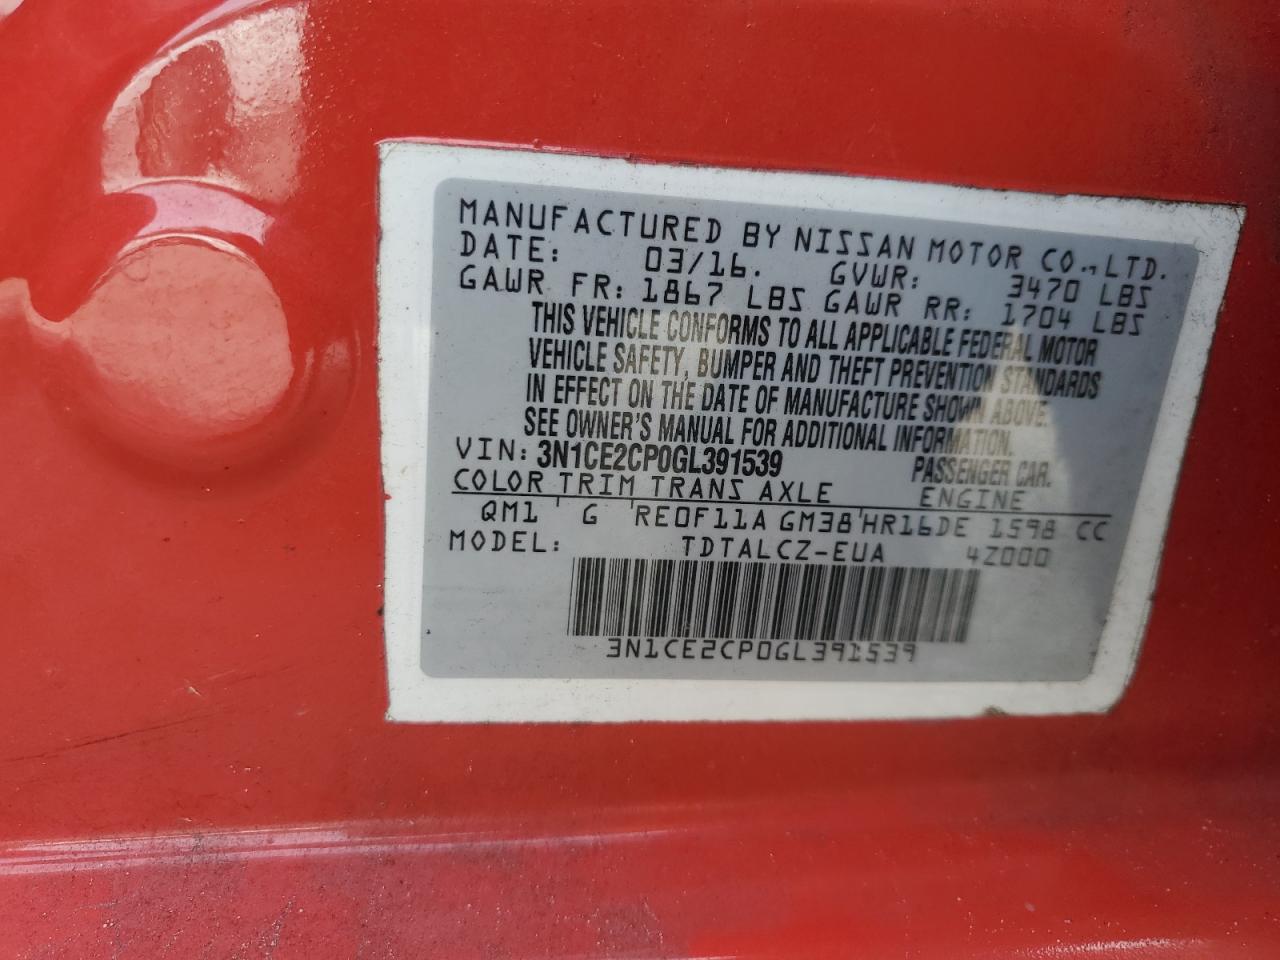 MANUFACTURED BY NISSAN MOTOR CO., LTD.
DATE: 03/16. GVWR: 3470 LBS
GAWR FR: 1867 LBS GAWR RR: 1704 LBS
THIS VEHICLE CONFORMS TO ALL APPLICABLE FEDERAL MOTOR
VEHICLE SAFETY, BUMPER AND THEFT PREVENTION STANDARDS
IN EFFECT ON THE DATE OF MANUFACTURE SHOWN ABOVE.
SEE OWNER'S MANUAL FOR ADDITIONAL INFORMATION.
VIN: 3N1CE2CP0GL391539 PASSENGER CAR.
COLOR TRIM TRANS AXLE ENGINE
QM1 G RE0F11A GM38 HR16DE 1598 CC
MODEL: TDTALCZ-EUA 4Z000
3N1CE2CP0GL391539